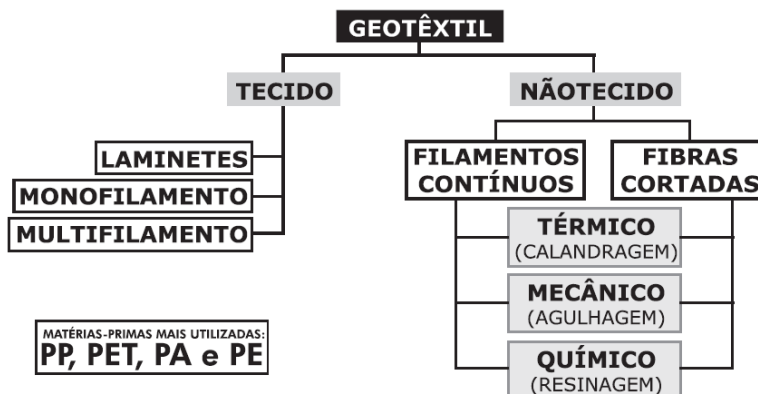 GEOTÊXTIL
TECIDO
NÃOTECIDO
LAMINETES
MONOFILAMENTO
MULTIFILAMENTO
FILAMENTOS
CONTÍNUOS
FIBRAS
CORTADAS
TÉRMICO
(CALANDRAGEM)
MECÂNICO
(AGULHAGEM)
QUÍMICO
(RESINAGEM)
MATÉRIAS-PRIMAS MAIS UTILIZADAS:
PP, PET, PA e PE